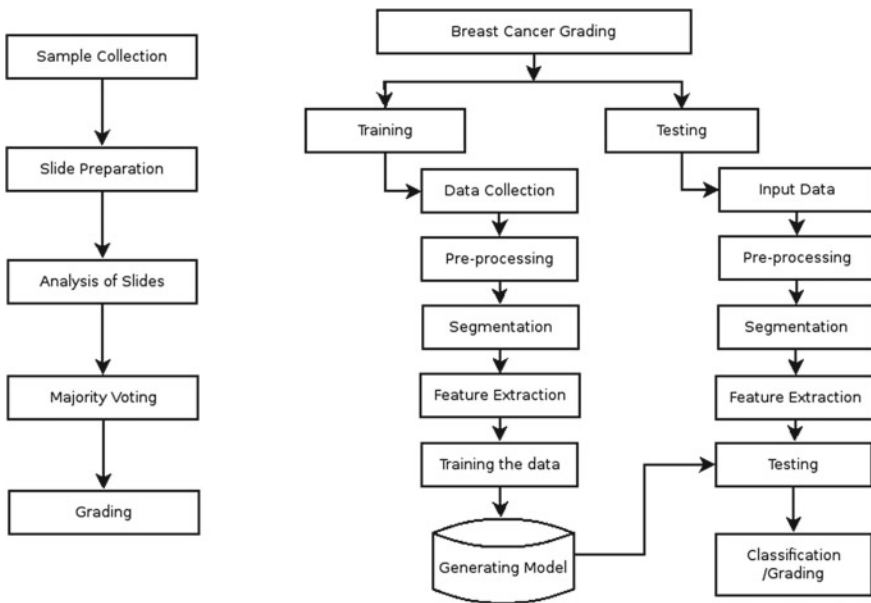 Sample Collection
Slide Preparation
Analysis of Slides
Majority Voting
Grading
Breast Cancer Grading
Training
Data Collection
Pre-processing
Segmentation
Feature Extraction
Training the data
Generating Model
Testing
Input Data
Pre-processing
Segmentation
Feature Extraction
Testing
Classification
/Grading